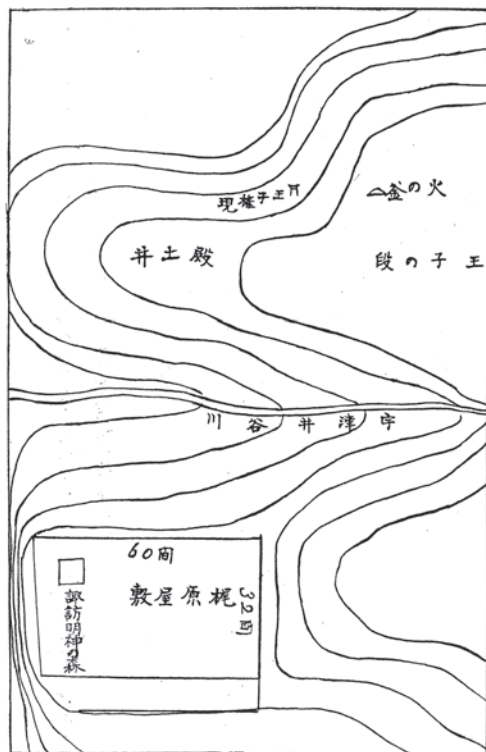 火の釜
王子権現
王子の段
殿土井
宇津井谷川
60間
32間
梶原屋敷
諏訪明神の森